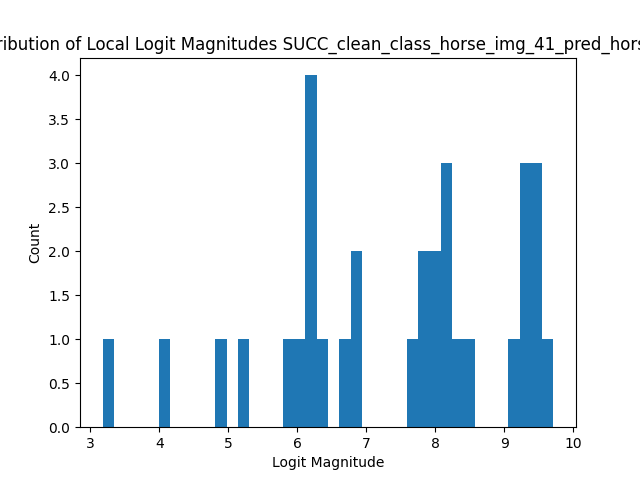 ribution of Local Logit Magnitudes SUCC_clean_class_horse_img_41_pred_hors
4.0
3.5
3.0
2.5
2.0
1.5
1.0
0.5
0.0
Count
3 4 5 6 7 8 9 10
Logit Magnitude